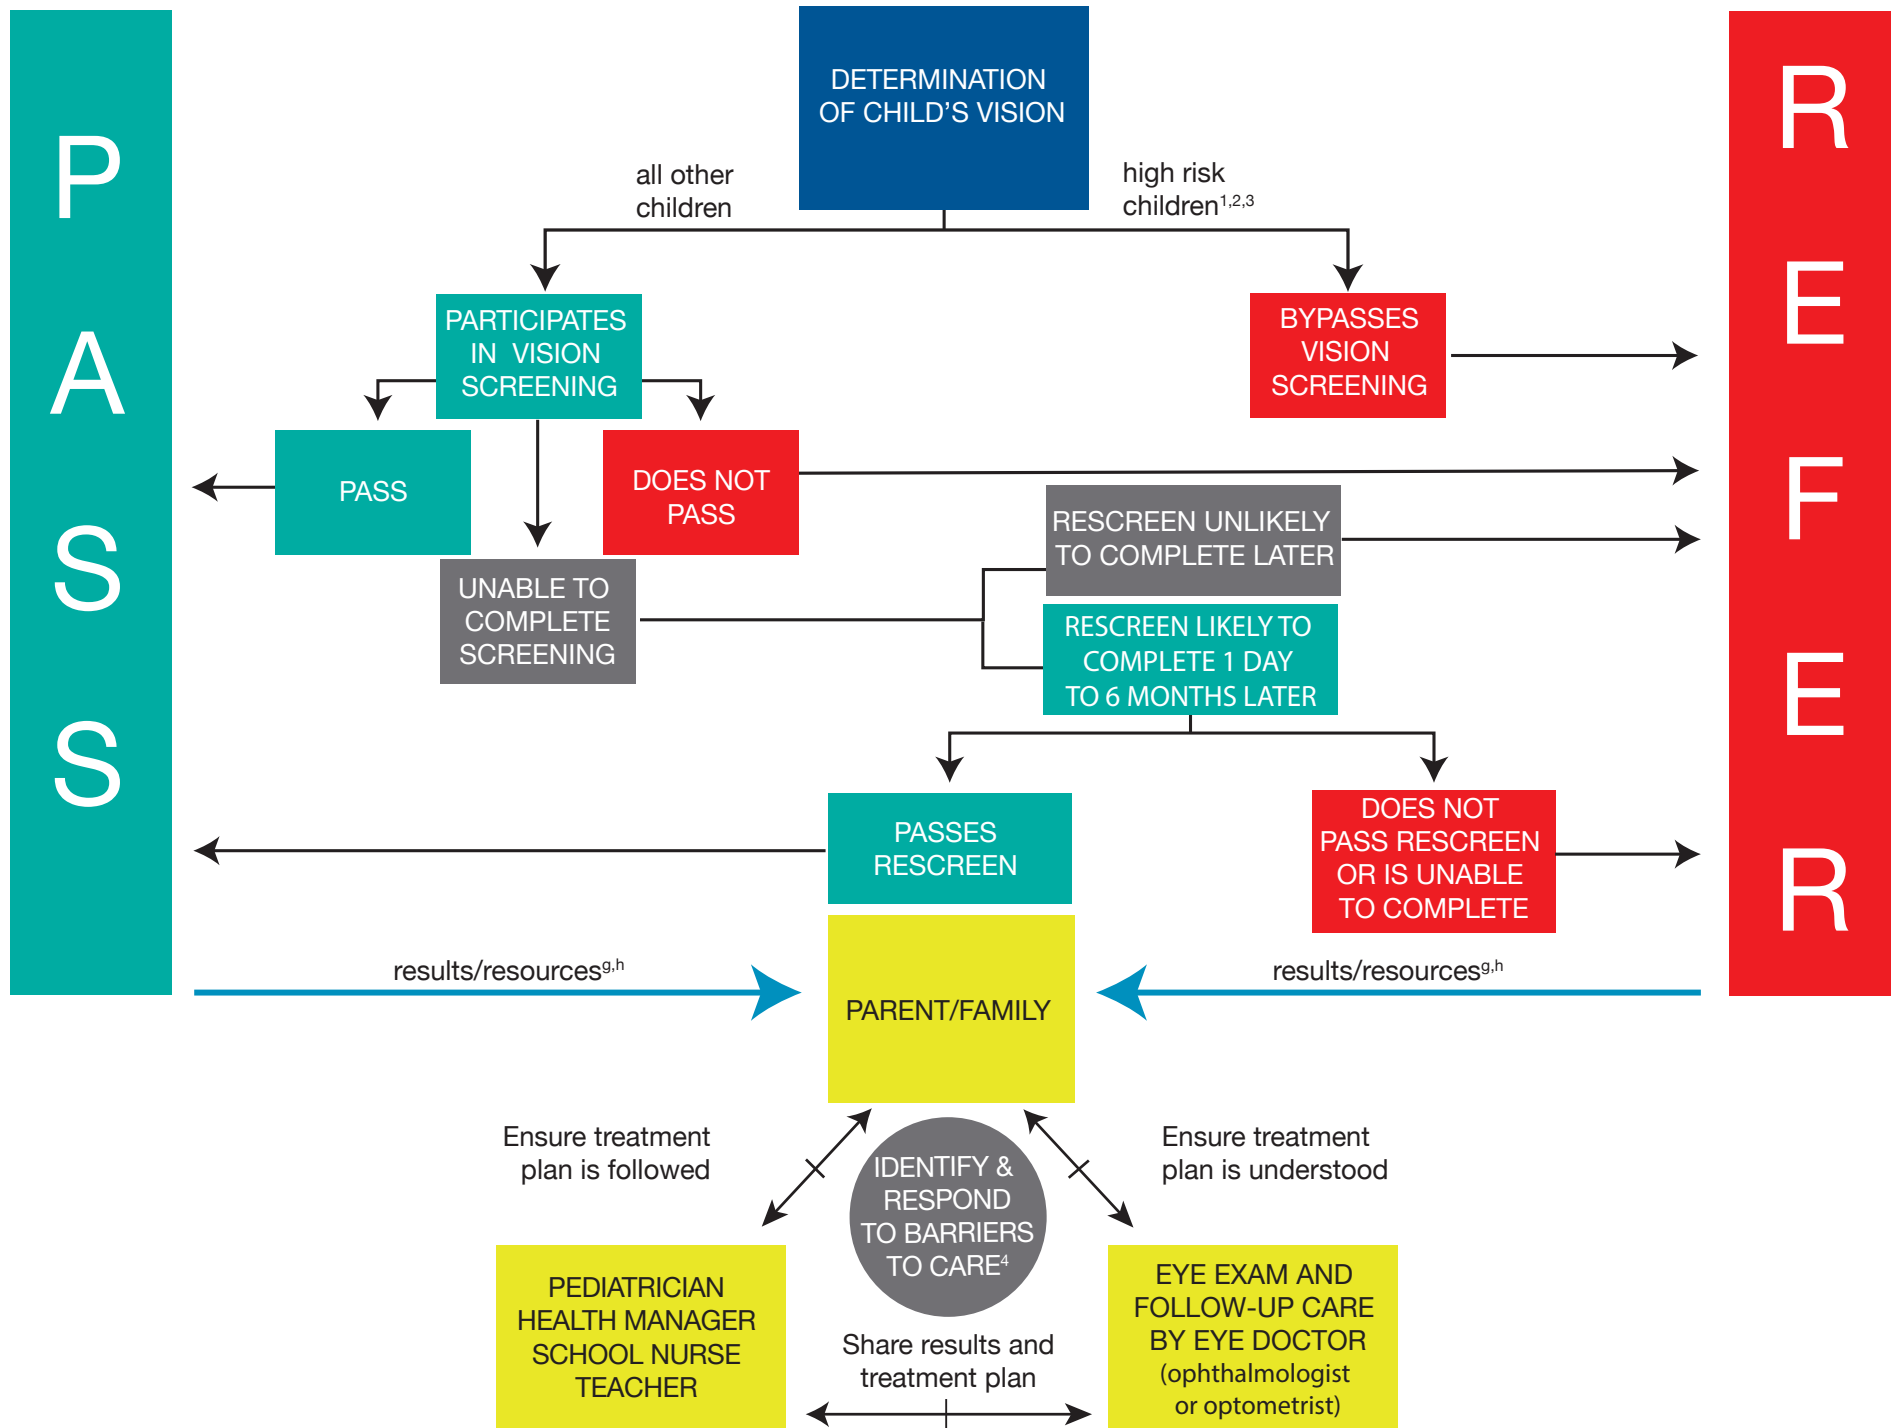 PASS
REFER
DETERMINATION
OF CHILD'S VISION
all other
children
high risk
children1,2,3
PARTICIPATES
IN VISION
SCREENING
BYPASSES
VISION
SCREENING
PASS
DOES NOT
PASS
RESCREEN UNLIKELY
TO COMPLETE LATER
UNABLE TO
COMPLETE
SCREENING
RESCREEN LIKELY TO
COMPLETE 1 DAY
TO 6 MONTHS LATER
PASSES
RESCREEN
DOES NOT
PASS RESCREEN
OR IS UNABLE
TO COMPLETE
results/resourcesg,h
PARENT/FAMILY
results/resourcesg,h
Ensure treatment
plan is followed
IDENTIFY &
RESPOND
TO BARRIERS
TO CARE4
Ensure treatment
plan is understood
PEDIATRICIAN
HEALTH MANAGER
SCHOOL NURSE
TEACHER
Share results and
treatment plan
EYE EXAM AND
FOLLOW-UP CARE
BY EYE DOCTOR
(ophthalmologist
or optometrist)